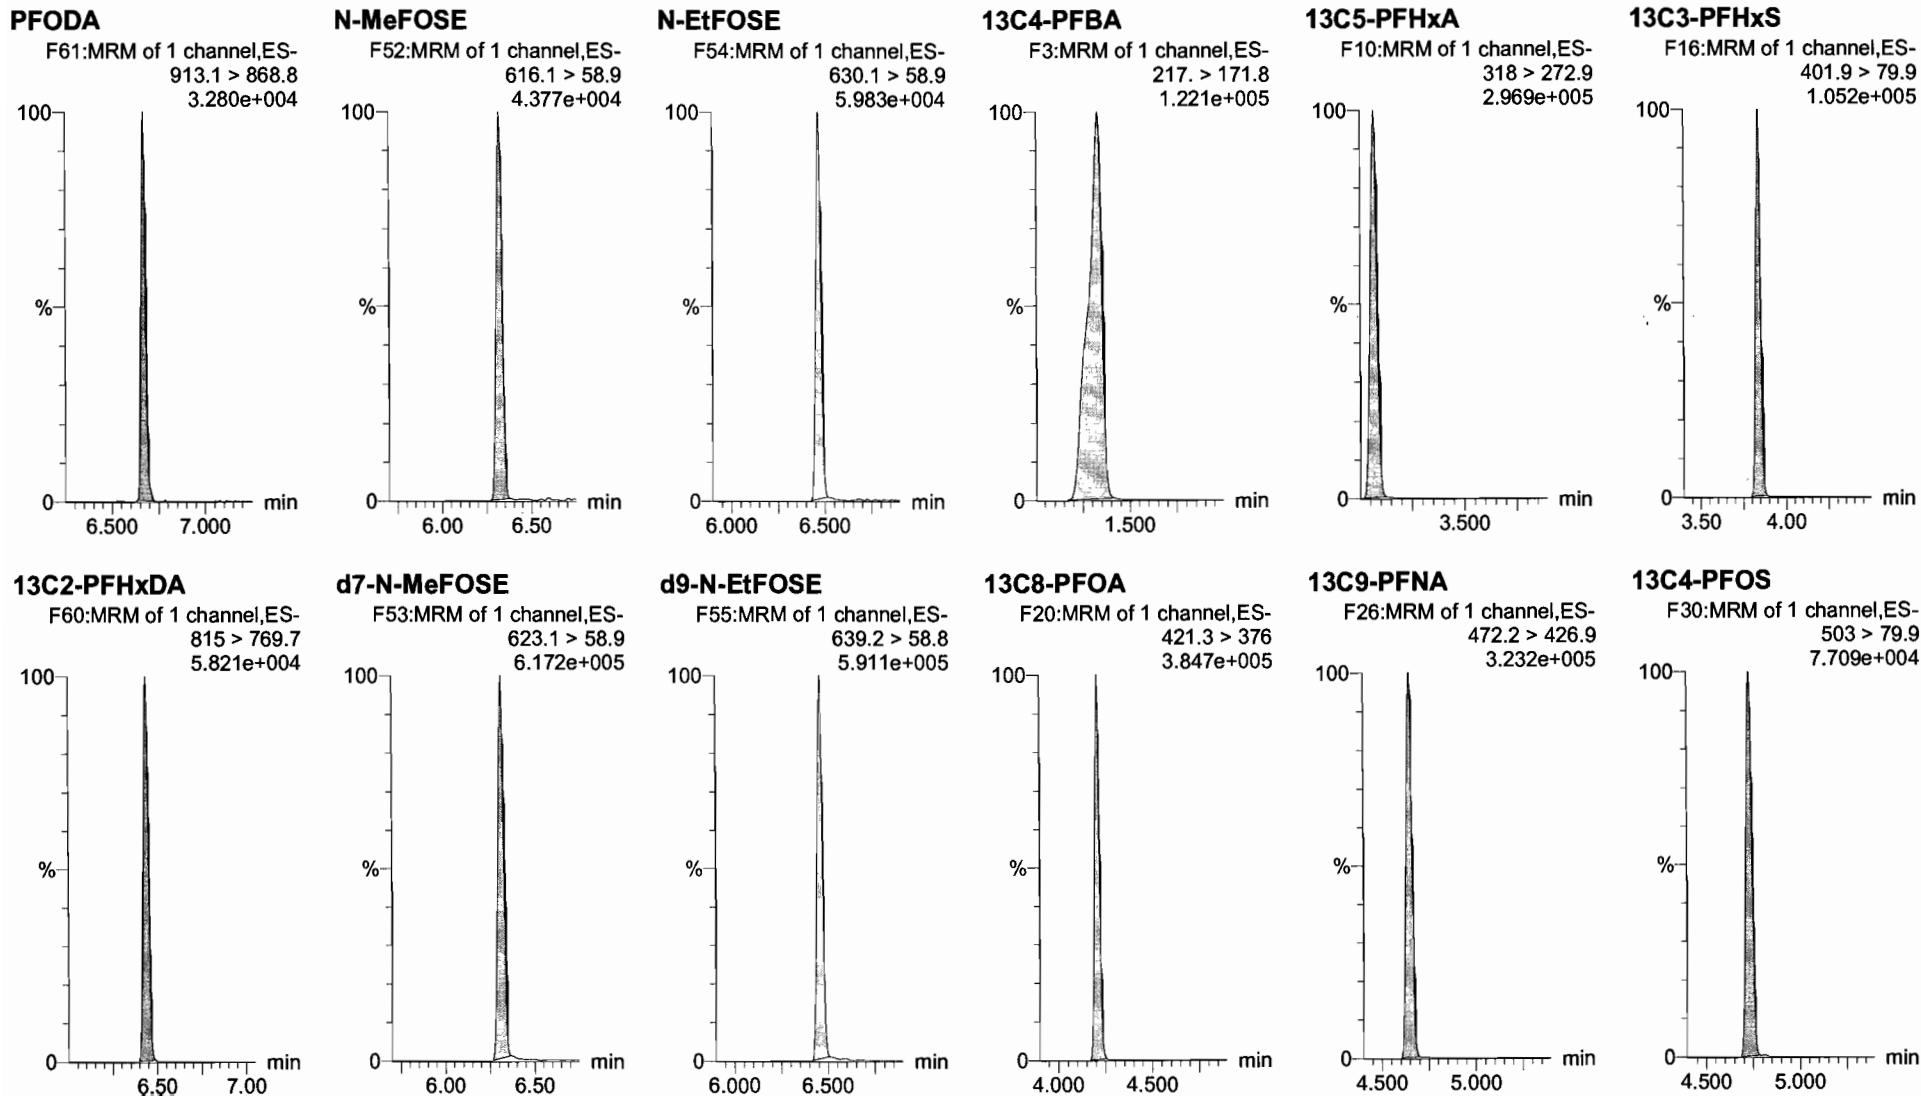 PFODA
F61:MRM of 1 channel,ES-
913.1 > 868.8
3.280e+004
100
%
0
6.500
7.000
min
N-MeFOSE
F52:MRM of 1 channel,ES-
616.1 > 58.9
4.377e+004
100
%
0
6.00
6.50
min
N-EtFOSE
F54:MRM of 1 channel,ES-
630.1 > 58.9
5.983e+004
100
%
0
6.000
6.500
min
13C4-PFBA
F3:MRM of 1 channel,ES-
217. > 171.8
1.221e+005
100
%
0
1.500
min
13C5-PFHxA
F10:MRM of 1 channel,ES-
318 > 272.9
2.969e+005
100
%
0
3.500
min
13C3-PFHxS
F16:MRM of 1 channel,ES-
401.9 > 79.9
1.052e+005
100
%
0
3.50
4.00
min
13C2-PFHxDA
F60:MRM of 1 channel,ES-
815 > 769.7
5.821e+004
100
%
0
6.50
7.00
min
d7-N-MeFOSE
F53:MRM of 1 channel,ES-
623.1 > 58.9
6.172e+005
100
%
0
6.00
6.50
min
d9-N-EtFOSE
F55:MRM of 1 channel,ES-
639.2 > 58.8
5.911e+005
100
%
0
6.000
6.500
min
13C8-PFOA
F20:MRM of 1 channel,ES-
421.3 > 376
3.847e+005
100
%
0
4.000
4.500
min
13C9-PFNA
F26:MRM of 1 channel,ES-
472.2 > 426.9
3.232e+005
100
%
0
4.500
5.000
min
13C4-PFOS
F30:MRM of 1 channel,ES-
503 > 79.9
7.709e+004
100
%
0
4.500
5.000
min